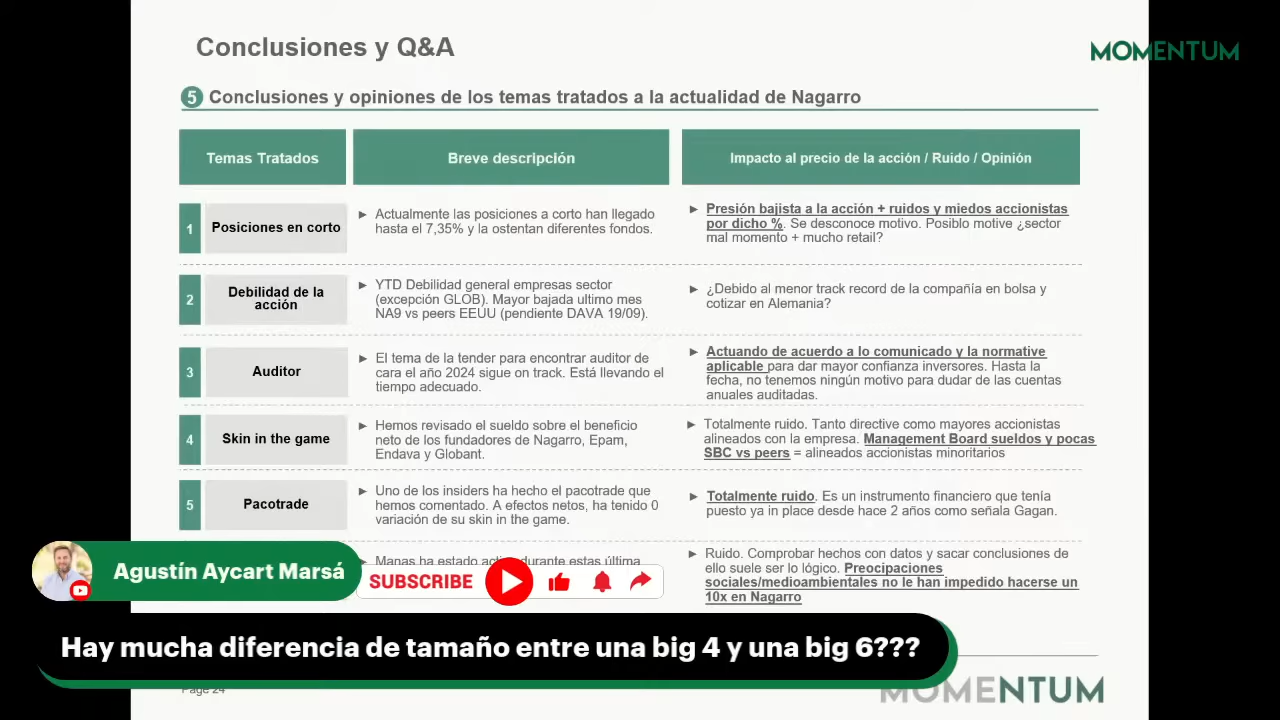 Conclusiones y Q&A
MOMENTUM
5 Conclusiones y opiniones de los temas tratados a la actualidad de Nagarro
Temas Tratados
Breve descripción
Impacto al precio de la acción / Ruido / Opinión
1
Posiciones en corto
► Actualmente las posiciones a corto han llegado
hasta el 7,35% y la ostentan diferentes fondos.
► Presión bajista a la acción + ruidos y miedos accionistas
por dicho %. Se desconoce motivo. Posiblo motive ¿sector
mal momento + mucho retail?
2
Debilidad de la
acción
► YTD Debilidad general empresas sector
(excepción GLOB). Mayor bajada ultimo mes
NA9 vs peers EEUU (pendiente DAVA 19/09).
► ¿Debido al menor track record de la compañía en bolsa y
cotizar en Alemania?
3
Auditor
► El tema de la tender para encontrar auditor de
cara el año 2024 sigue on track. Está llevando el
tiempo adecuado.
► Actuando de acuerdo a lo comunicado y la normative
aplicable para dar mayor confianza inversores. Hasta la
fecha, no tenemos ningún motivo para dudar de las cuentas
anuales auditadas.
4
Skin in the game
► Hemos revisado el sueldo sobre el beneficio
neto de los fundadores de Nagarro, Epam,
Endava y Globant.
► Totalmente ruido. Tanto directive como mayores accionistas
alineados con la empresa. Management Board sueldos y pocas
SBC vs peers = alineados accionistas minoritarios
5
Pacotrade
► Uno de los insiders ha hecho el pacotrade que
hemos comentado. A efectos netos, ha tenido 0
variación de su skin in the game.
► Totalmente ruido. Es un instrumento financiero que tenía
puesto ya in place desde hace 2 años como señala Gagan.
Manas ha estado durante estas última
► Ruido. Comprobar hechos con datos y sacar conclusiones de
ello suele ser lo lógico. Preocipaciones
sociales/medioambientales no le han impedido hacerse un
10x en Nagarro
Agustín Aycart Marsá
SUBSCRIBE
Hay mucha diferencia de tamaño entre una big 4 y una big 6???
Page 24
MOMENTUM